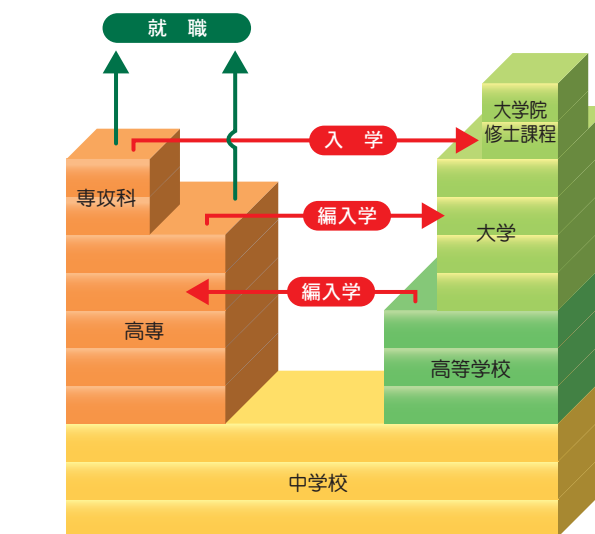 就 職
大学院
修士課程
入 学
専攻科
編入学
大学
編入学
高専
高等学校
中学校